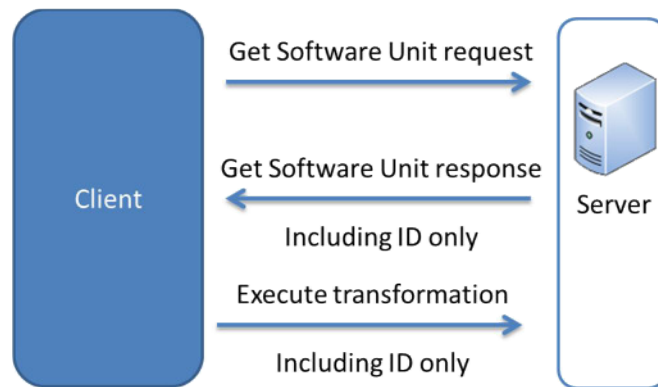 Get Software Unit request
Get Software Unit response
Client
Server
Including ID only
Execute transformation
Including ID only